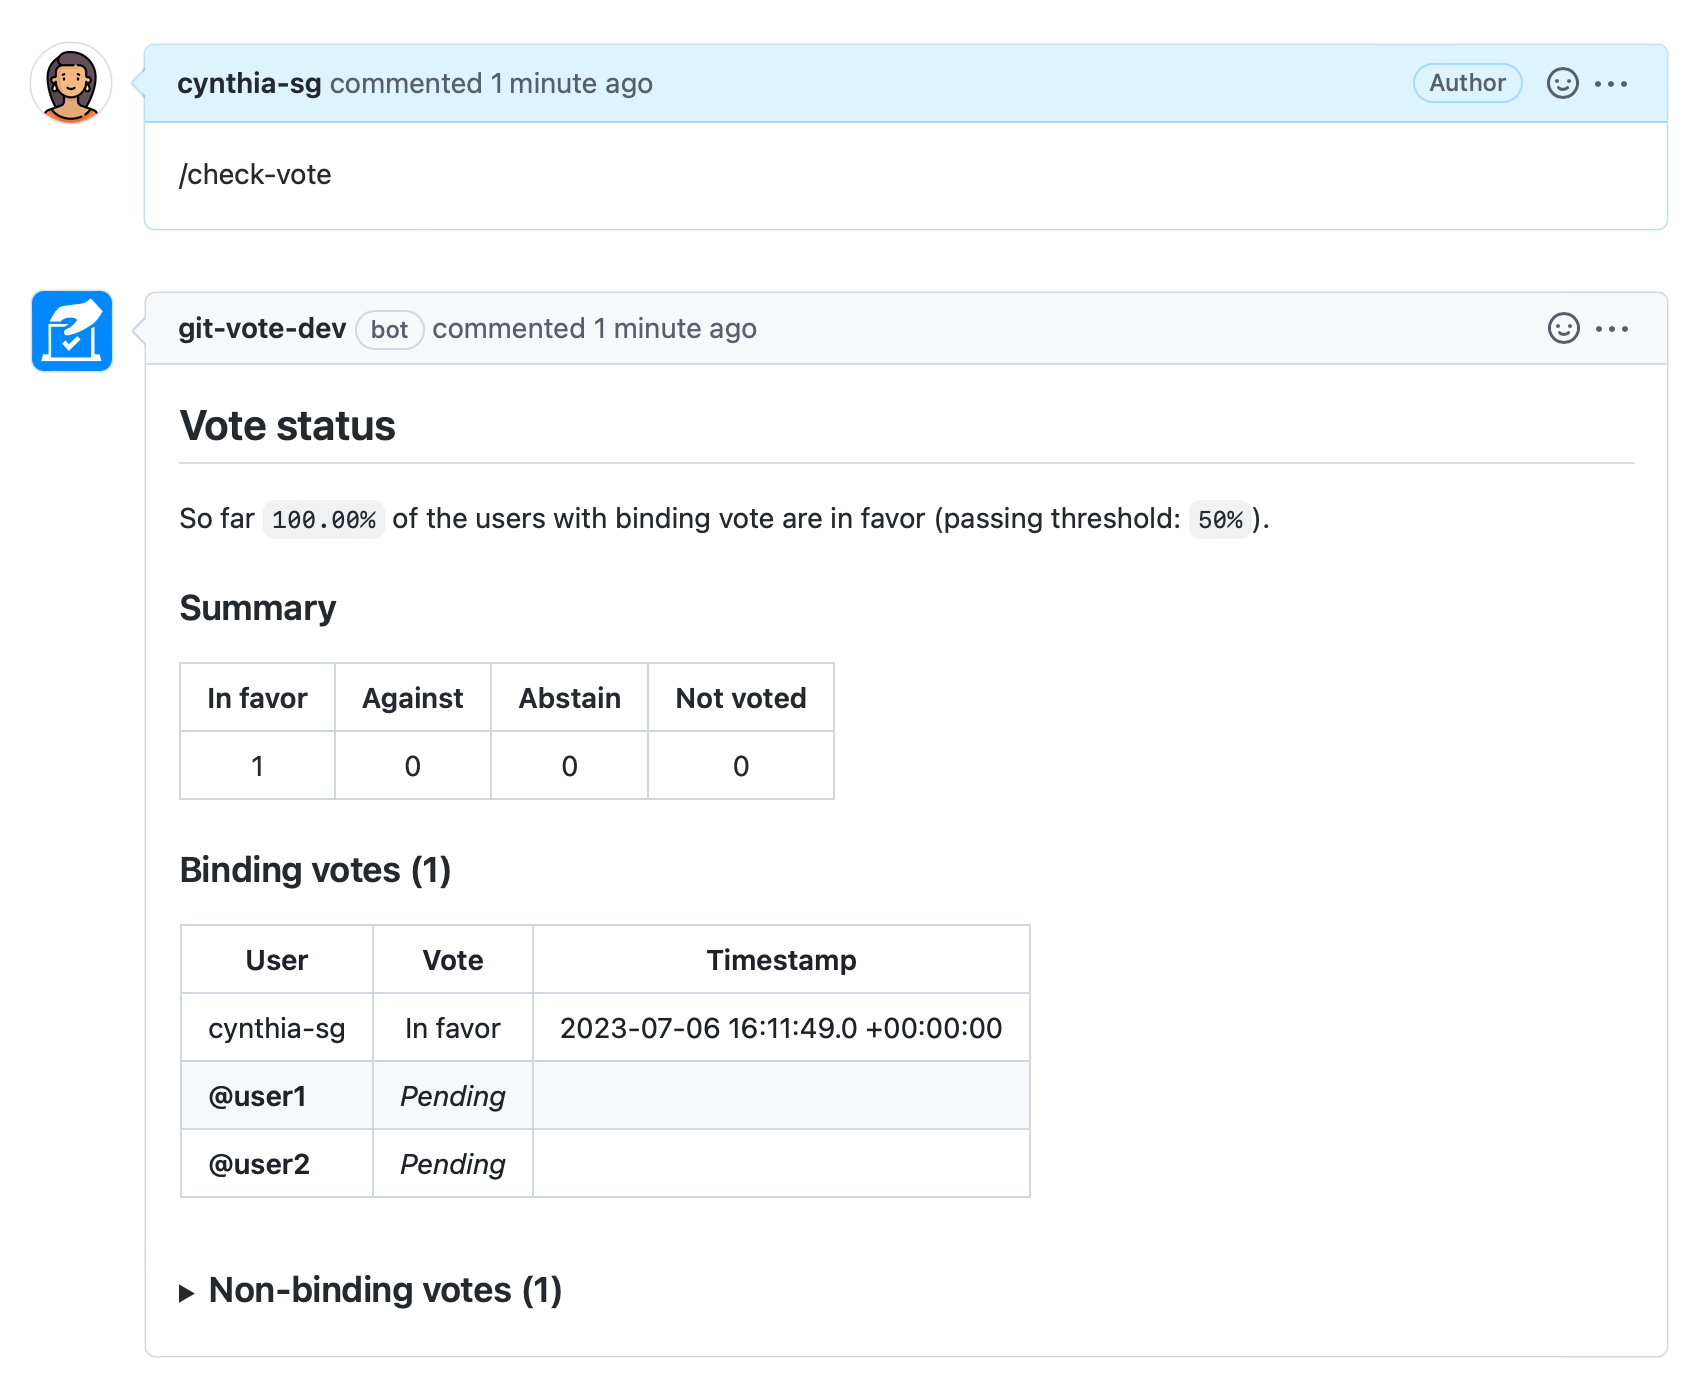 cynthia-sg commented 1 minute ago Author
/check-vote
git-vote-dev bot commented 1 minute ago
Vote status
So far 100.00% of the users with binding vote are in favor (passing threshold: 50%).
Summary
In favor Against Abstain Not voted
1 0 0 0
Binding votes (1)
User Vote Timestamp
cynthia-sg In favor 2023-07-06 16:11:49.0 +00:00:00
@user1 Pending
@user2 Pending
Non-binding votes (1)